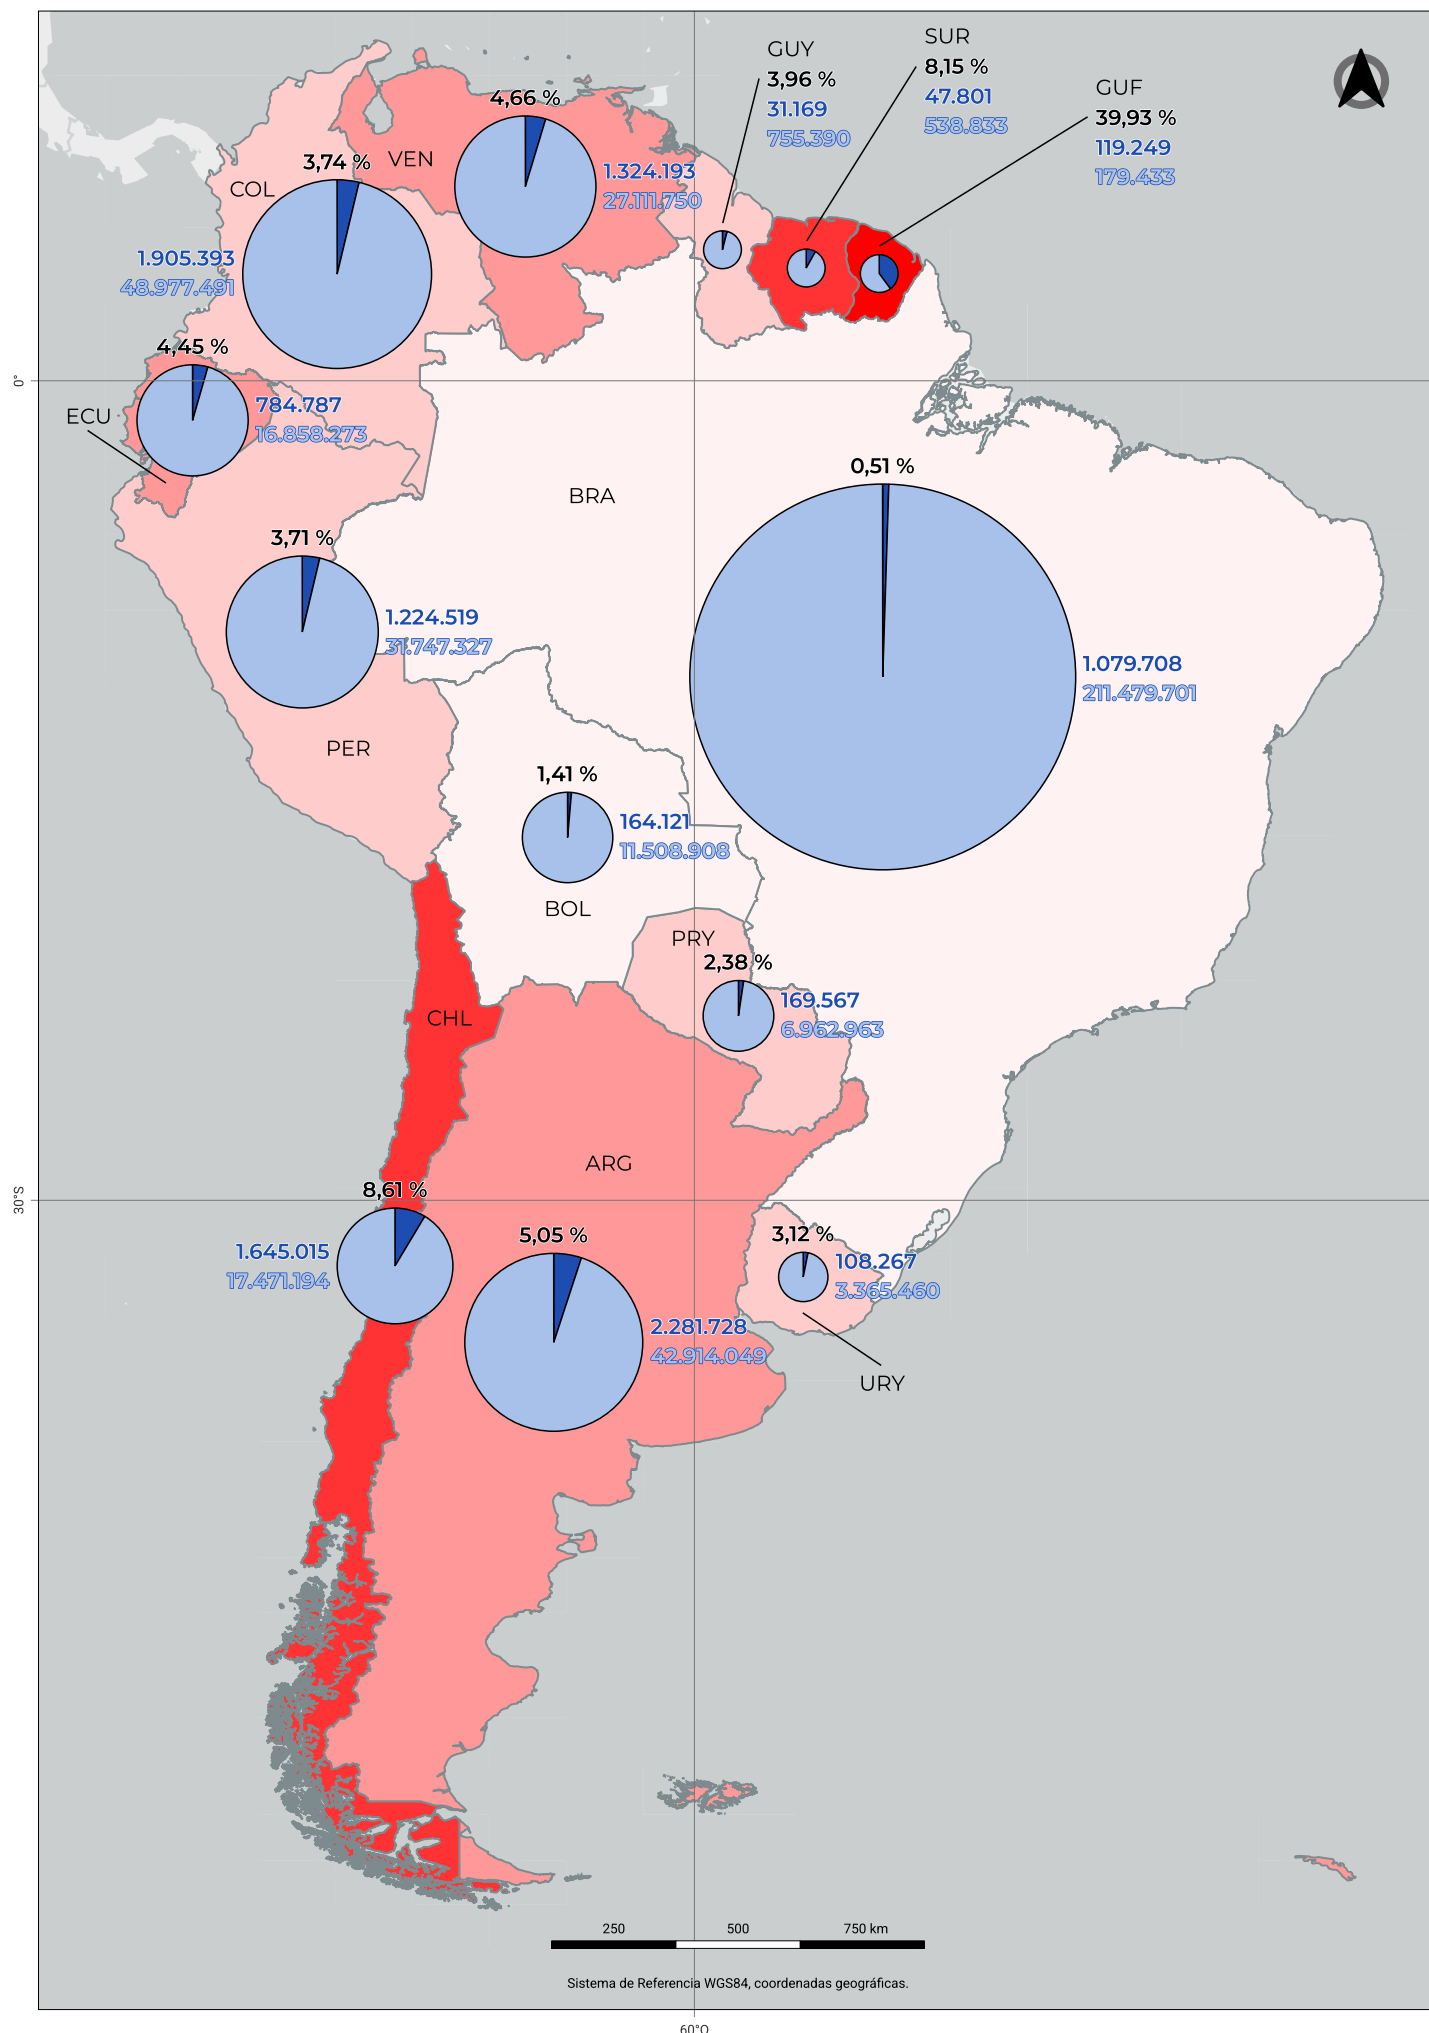 GUY
3,96 %
31.169
755.390
SUR
8,15 %
47.801
538.833
GUF
39,93 %
119.249
179.433
4,66 %
VEN
1.324.193
27.111.750
3,74 %
COL
1.905.393
48.977.491
4,45 %
ECU
784.787
16.858.273
0°
0,51 %
BRA
1.079.708
211.479.701
3,71 %
1.224.519
31.747.327
PER
1,41 %
164.121
11.508.908
BOL
PRY
2,38 %
169.567
6.962.963
CHL
ARG
8,61 %
1.645.015
17.471.194
30°S
5,05 %
2.281.728
42.914.049
3,12 %
108.267
3.365.460
URY
250 500 750 km
Sistema de Referencia WGS84, coordenadas geográficas.
60°O